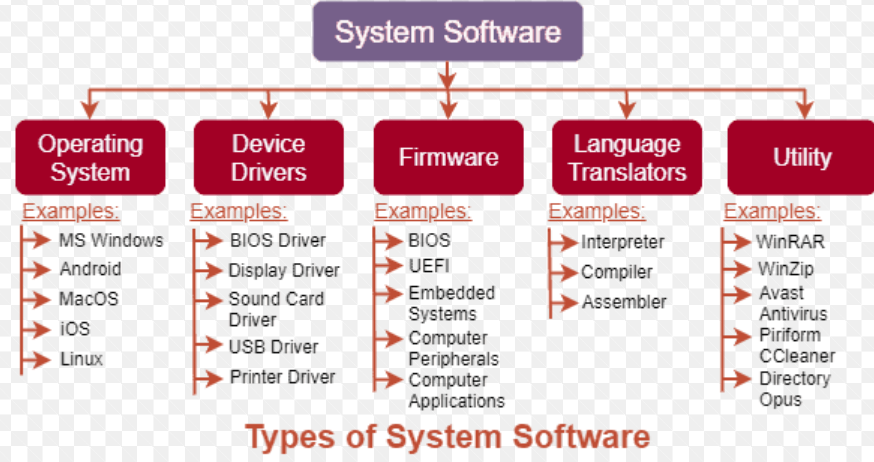 System Software
Operating
System
Device
Drivers
Firmware
Language
Translators
Utility
Examples:
MS Windows
Android
MacOS
iOS
Linux
Examples:
BIOS Driver
Display Driver
Sound Card
Driver
USB Driver
Printer Driver
Examples:
BIOS
UEFI
Embedded
Systems
Computer
Peripherals
Computer
Applications
Examples:
Interpreter
Compiler
Assembler
Examples:
WinRAR
WinZip
Avast
Antivirus
Piriform
CCleaner
Directory
Opus
Types of System Software